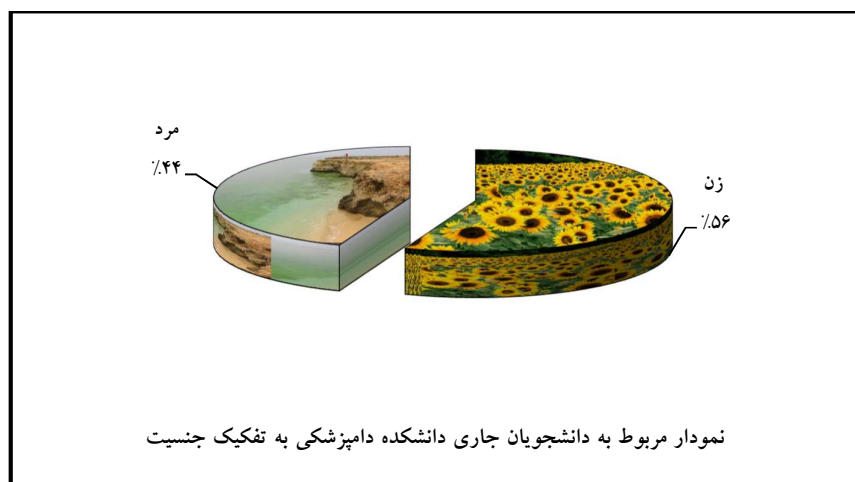 مرد
٪۴۴
زن
٪۵۶
نمودار مربوط به دانشجویان جاری دانشکده دامپزشکی به تفکیک جنسیت